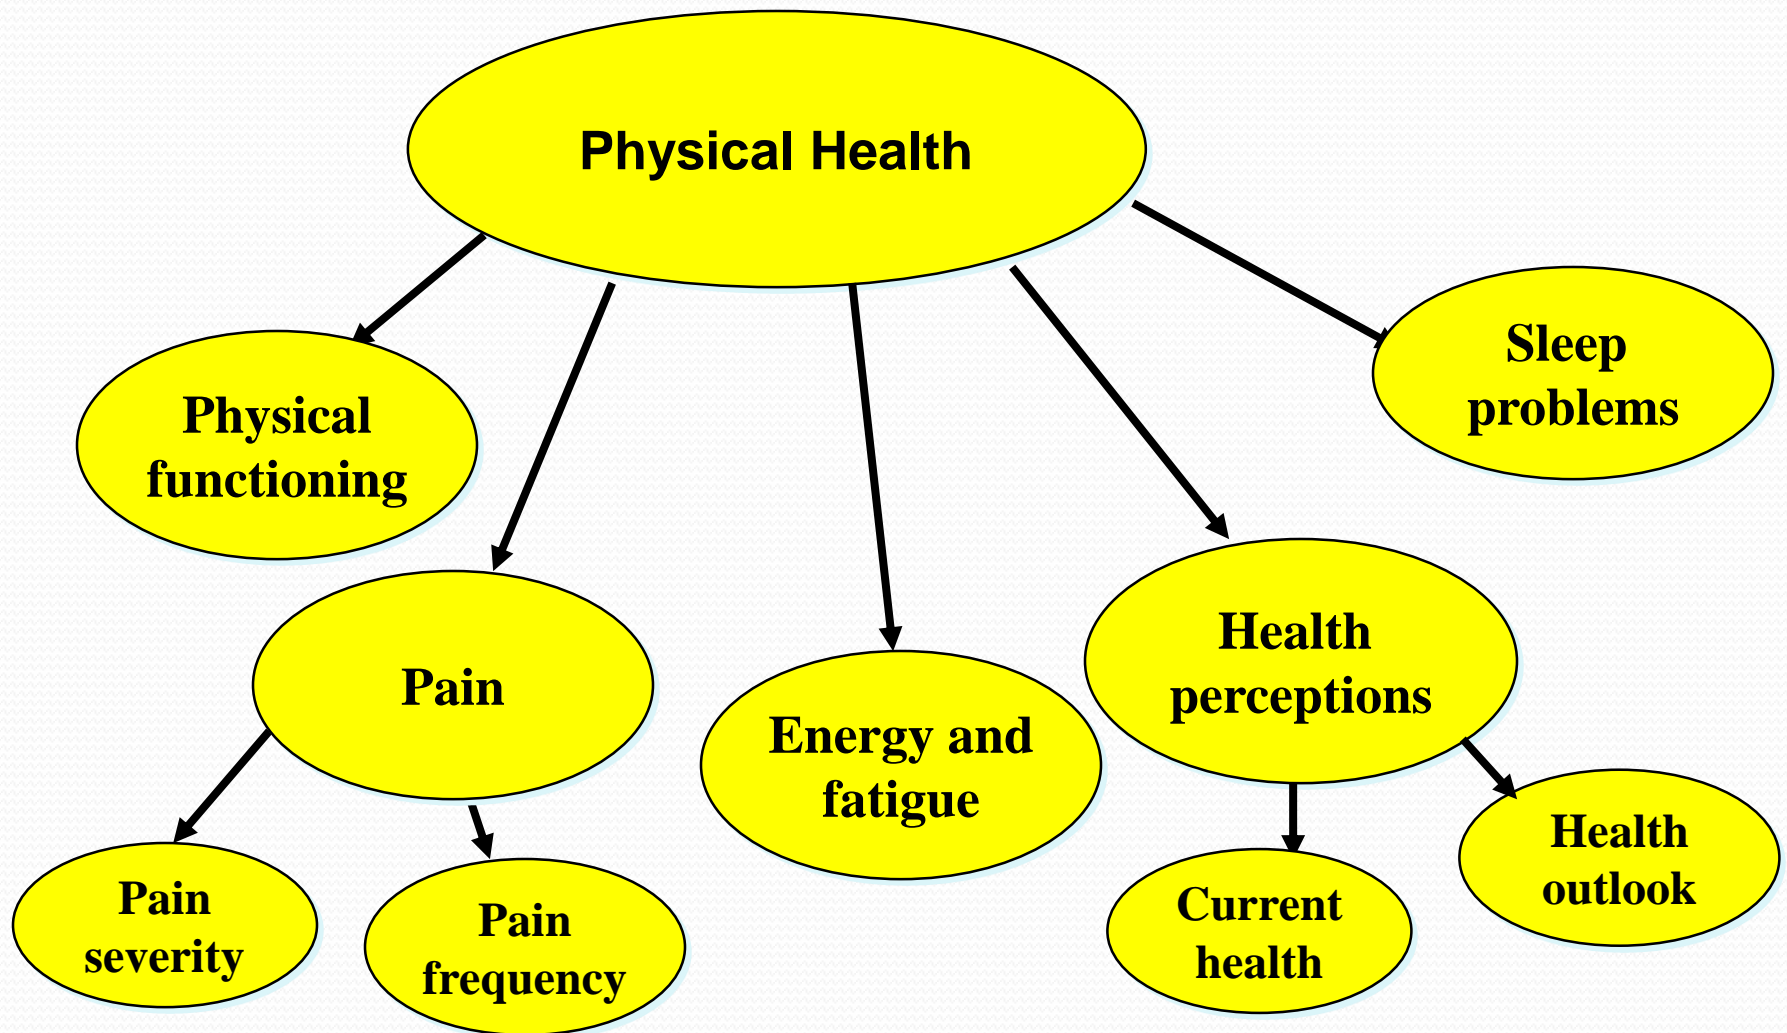 Physical Health
Physical
functioning
Sleep
problems
Pain
Energy and
fatigue
Health
perceptions
Pain
severity
Pain
frequency
Current
health
Health
outlook